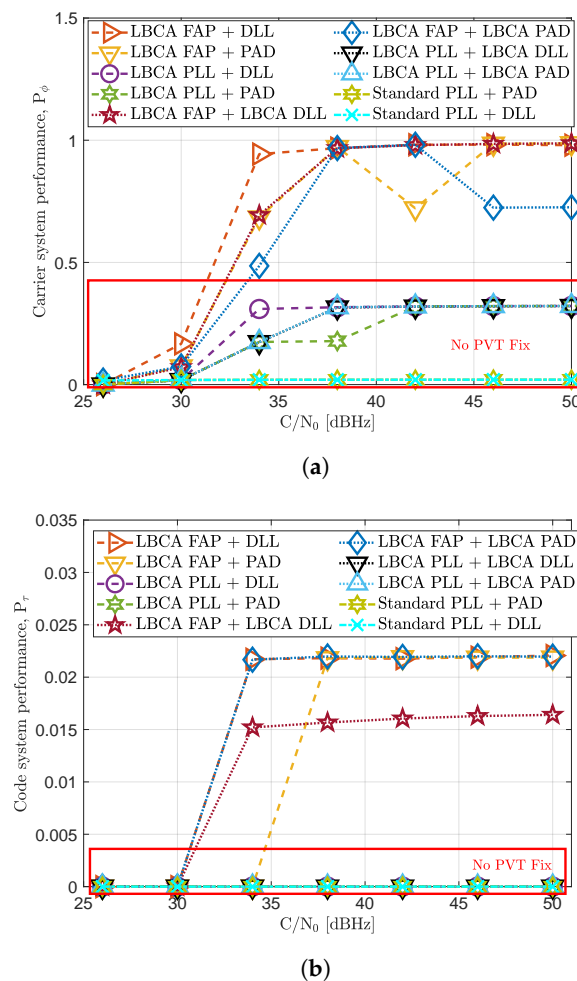 1.5
LBCA FAP + DLL
LBCA FAP + PAD
LBCA PLL + DLL
LBCA PLL + PAD
LBCA FAP + LBCA DLL
LBCA FAP + LBCA PAD
LBCA PLL + LBCA DLL
LBCA PLL + LBCA PAD
Standard PLL + PAD
Standard PLL + DLL
Carrier system performance, P_ϕ
1
0.5
0
No PVT Fix
25 30 35 40 45 50
C/N₀ [dBHz]
(a)
0.035
LBCA FAP + DLL
LBCA FAP + PAD
LBCA PLL + DLL
LBCA PLL + PAD
LBCA FAP + LBCA DLL
LBCA FAP + LBCA PAD
LBCA PLL + LBCA DLL
LBCA PLL + LBCA PAD
Standard PLL + PAD
Standard PLL + DLL
Code system performance, P_τ
0.03
0.025
0.02
0.015
0.01
0.005
0
No PVT Fix
25 30 35 40 45 50
C/N₀ [dBHz]
(b)